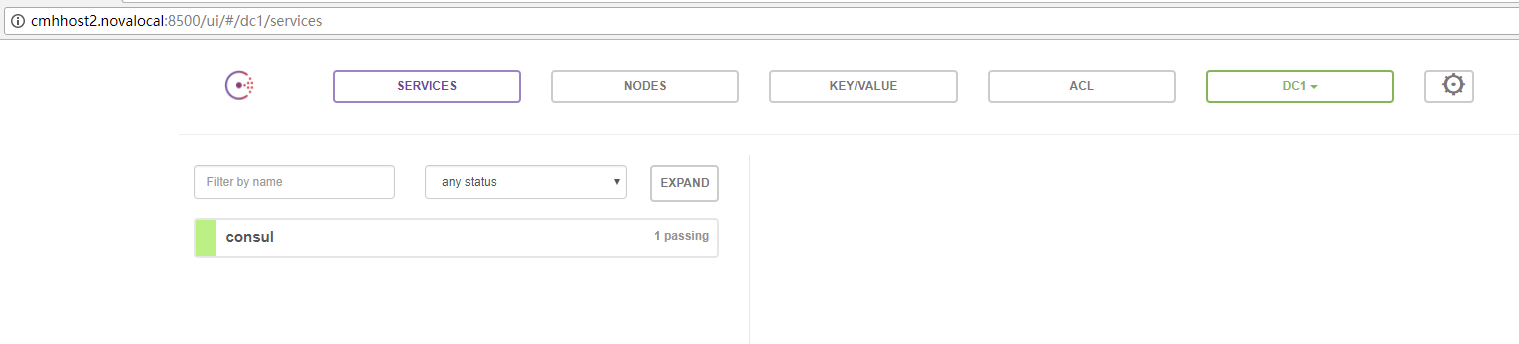 cmhhost2.novalocal:8500/ui/#/dc1/services
SERVICES NODES KEY/VALUE ACL DC1
Filter by name any status EXPAND
consul 1 passing